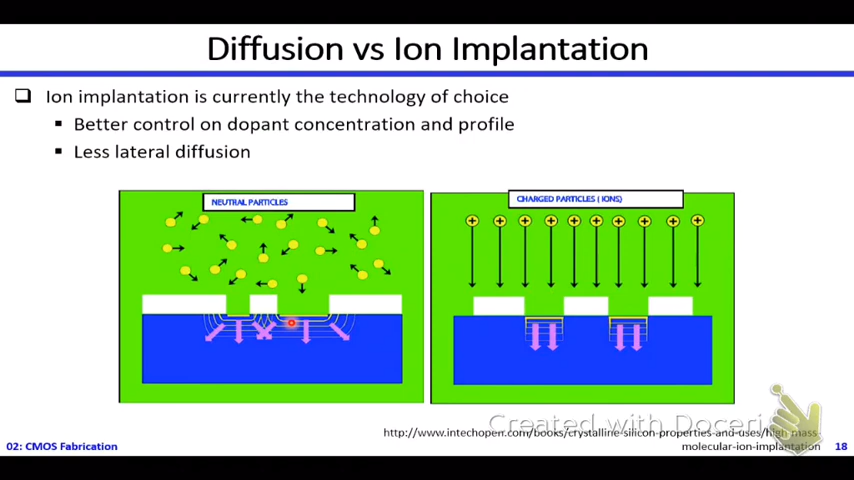 Diffusion vs Ion Implantation
❑ Ion implantation is currently the technology of choice
▪ Better control on dopant concentration and profile
▪ Less lateral diffusion
NEUTRAL PARTICLES
CHARGED PARTICLES ( IONS)
+ + + + + + + + +
Created with Doceri
http://www.intechopen.com/books/crystalline-silicon-properties-and-uses/high-mass-
molecular-ion-implantation
02: CMOS Fabrication
18